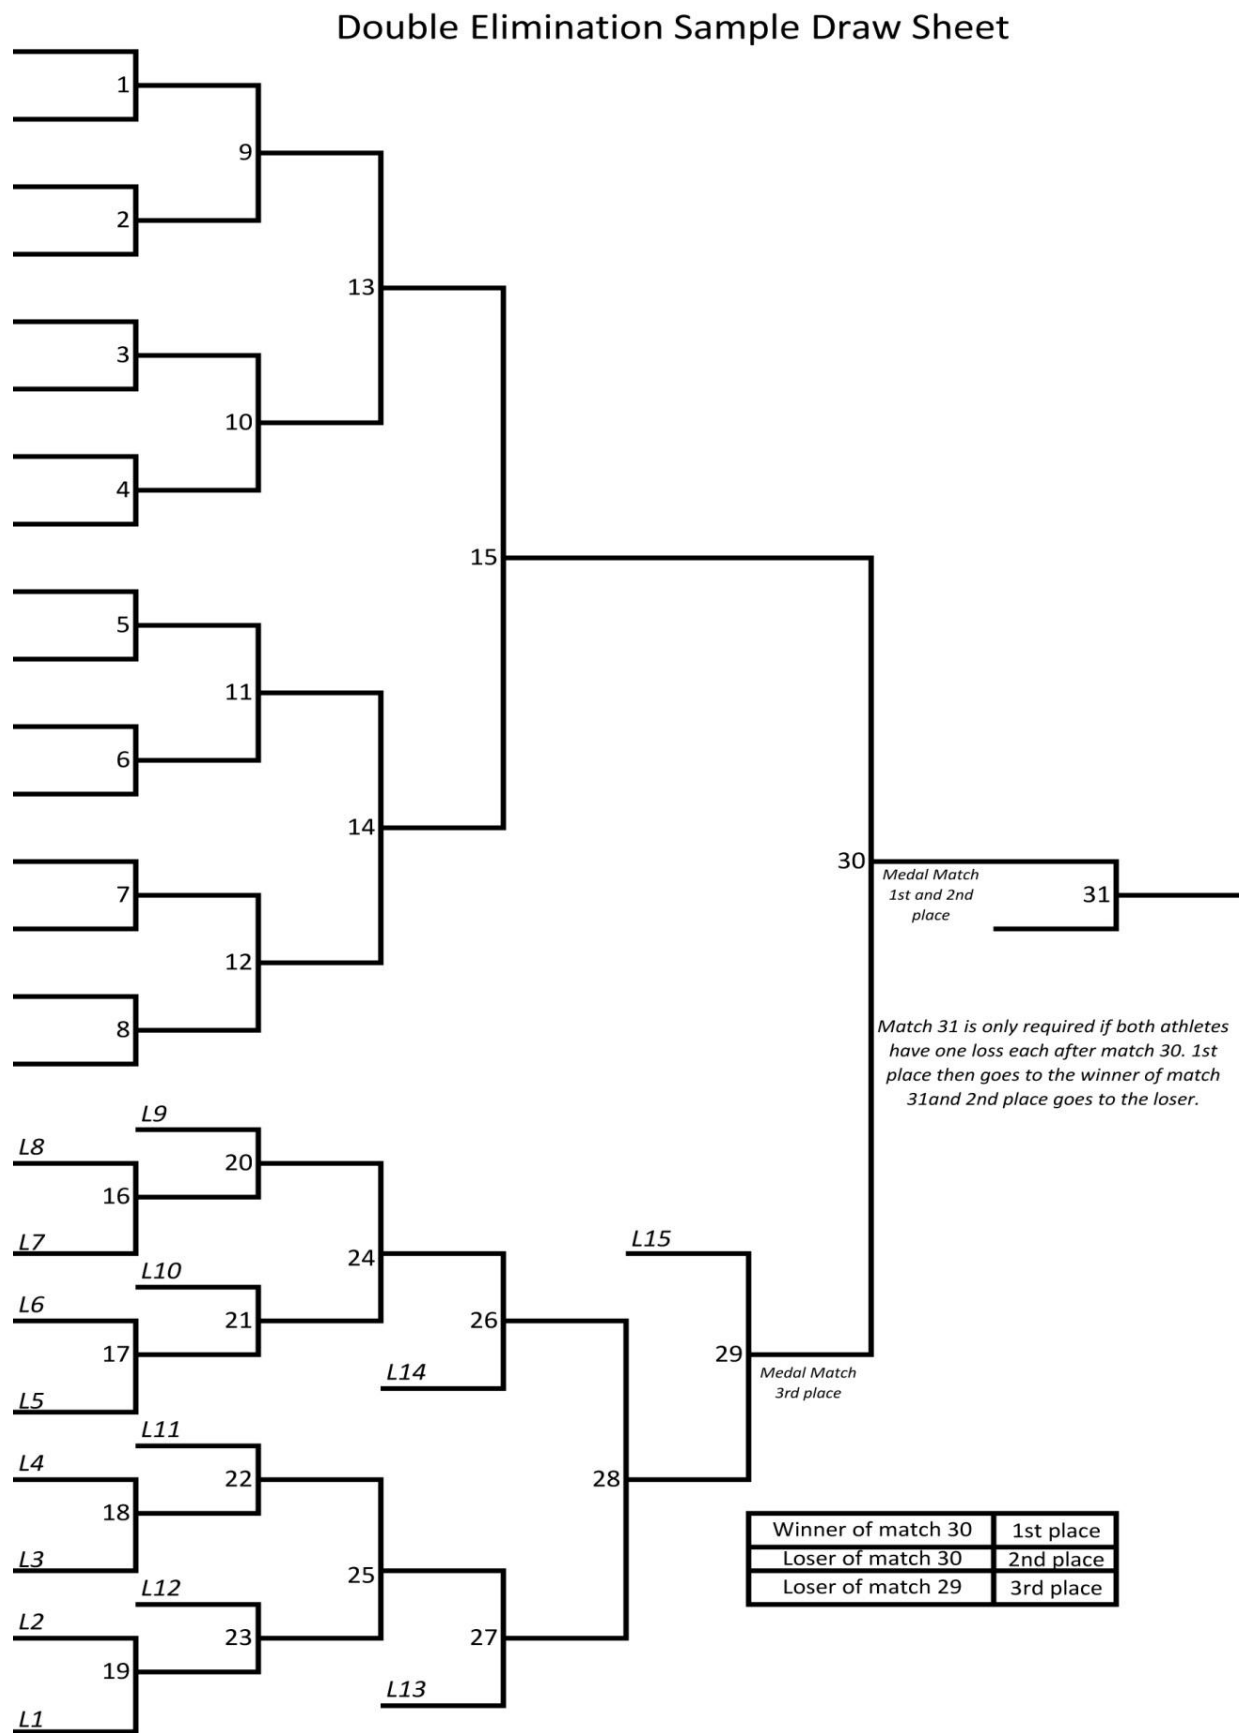 Double Elimination Sample Draw Sheet
1
9
2
13
3
10
4
15
5
11
6
14
7
12
8
30
Medal Match
1st and 2nd
place
31
Match 31 is only required if both athletes
have one loss each after match 30. 1st
place then goes to the winner of match
31and 2nd place goes to the loser.
L9
L8
20
16
L7
24
L10
L6
21
17
L5
26
L14
L15
29
Medal Match
3rd place
L11
L4
22
18
L3
28
25
L12
L2
23
27
19
L13
L1
Winner of match 30 1st place
Loser of match 30 2nd place
Loser of match 29 3rd place